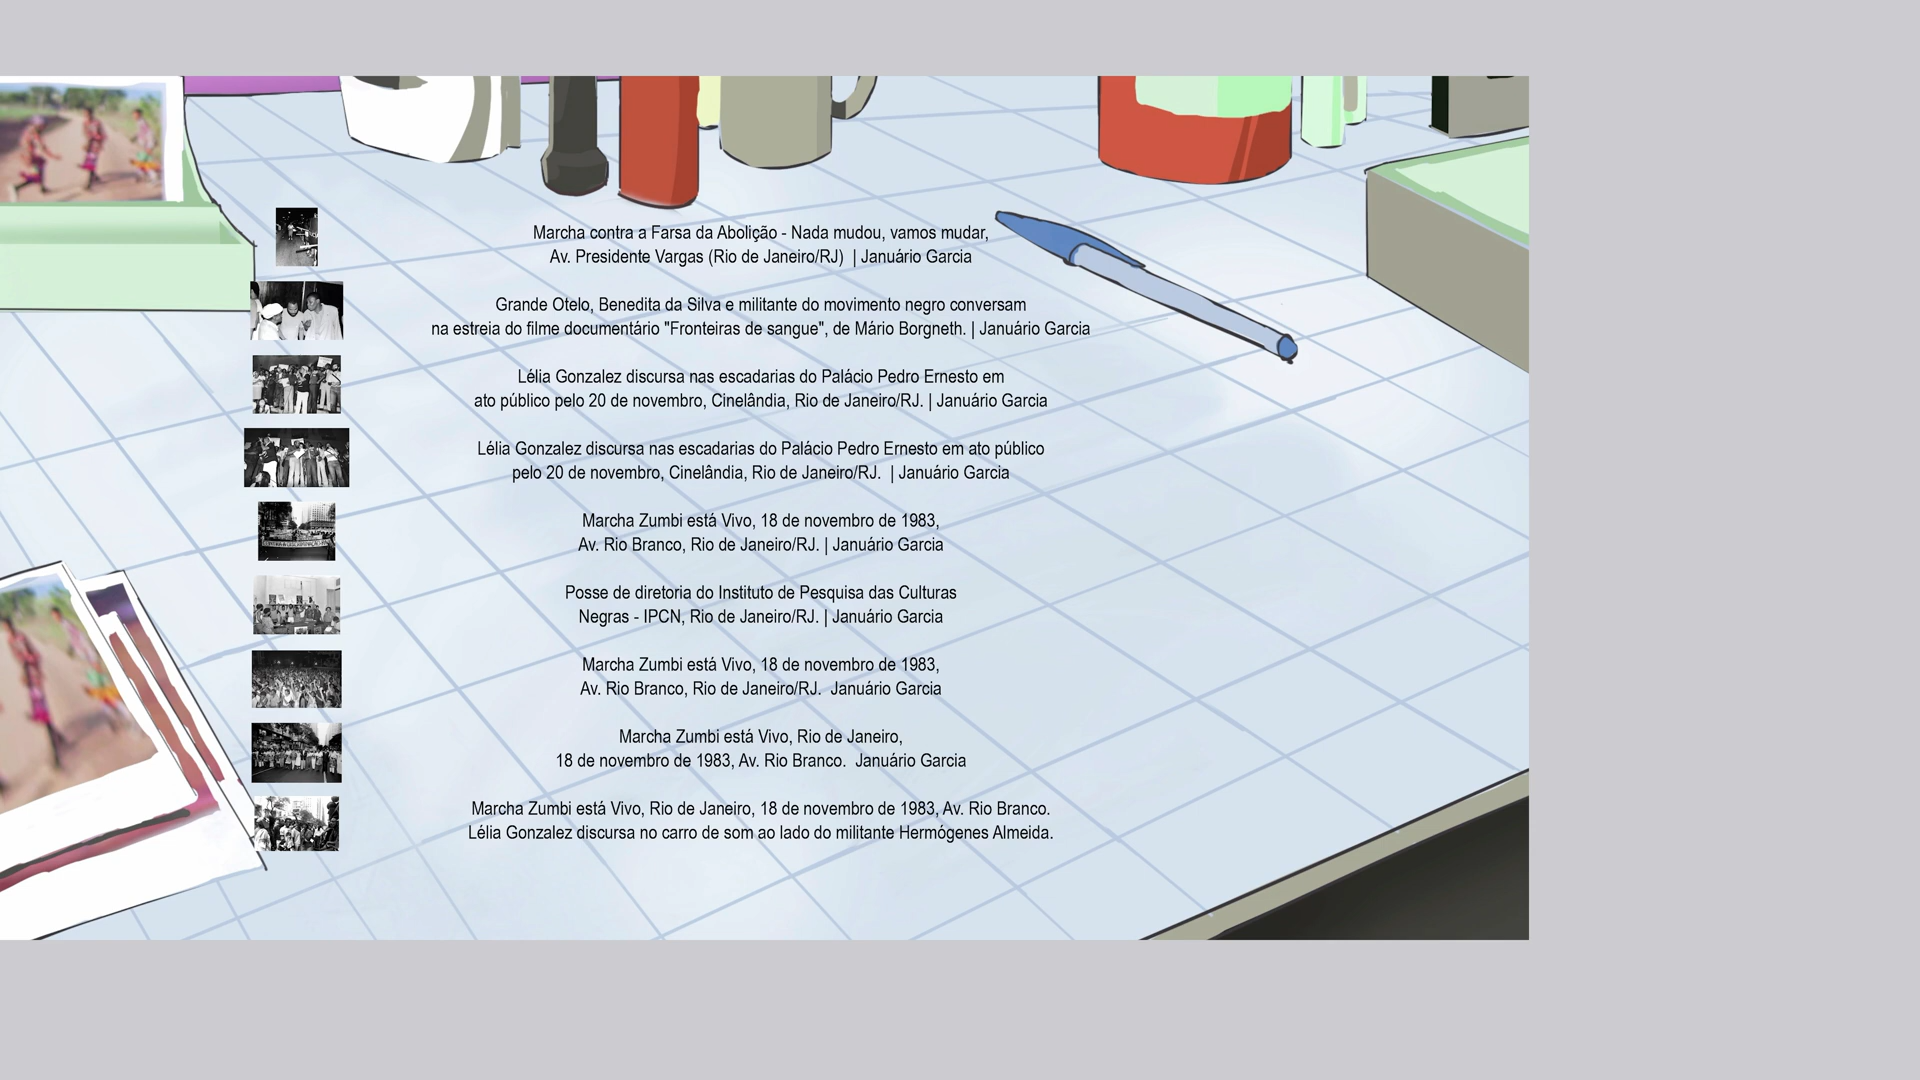 Marcha contra a Farsa da Abolição - Nada mudou, vamos mudar,
Av. Presidente Vargas (Rio de Janeiro/RJ)  | Januário Garcia
Grande Otelo, Benedita da Silva e militante do movimento negro conversam
na estreia do filme documentário "Fronteiras de sangue", de Mário Borgneth. | Januário Garcia
Lélia Gonzalez discursa nas escadarias do Palácio Pedro Ernesto em
ato público pelo 20 de novembro, Cinelândia, Rio de Janeiro/RJ. | Januário Garcia
Lélia Gonzalez discursa nas escadarias do Palácio Pedro Ernesto em ato público
pelo 20 de novembro, Cinelândia, Rio de Janeiro/RJ.  | Januário Garcia
Marcha Zumbi está Vivo, 18 de novembro de 1983,
Av. Rio Branco, Rio de Janeiro/RJ. | Januário Garcia
Posse de diretoria do Instituto de Pesquisa das Culturas
Negras - IPCN, Rio de Janeiro/RJ. | Januário Garcia
Marcha Zumbi está Vivo, 18 de novembro de 1983,
Av. Rio Branco, Rio de Janeiro/RJ.  Januário Garcia
Marcha Zumbi está Vivo, Rio de Janeiro,
18 de novembro de 1983, Av. Rio Branco.  Januário Garcia
Marcha Zumbi está Vivo, Rio de Janeiro, 18 de novembro de 1983, Av. Rio Branco.
Lélia Gonzalez discursa no carro de som ao lado do militante Hermógenes Almeida.